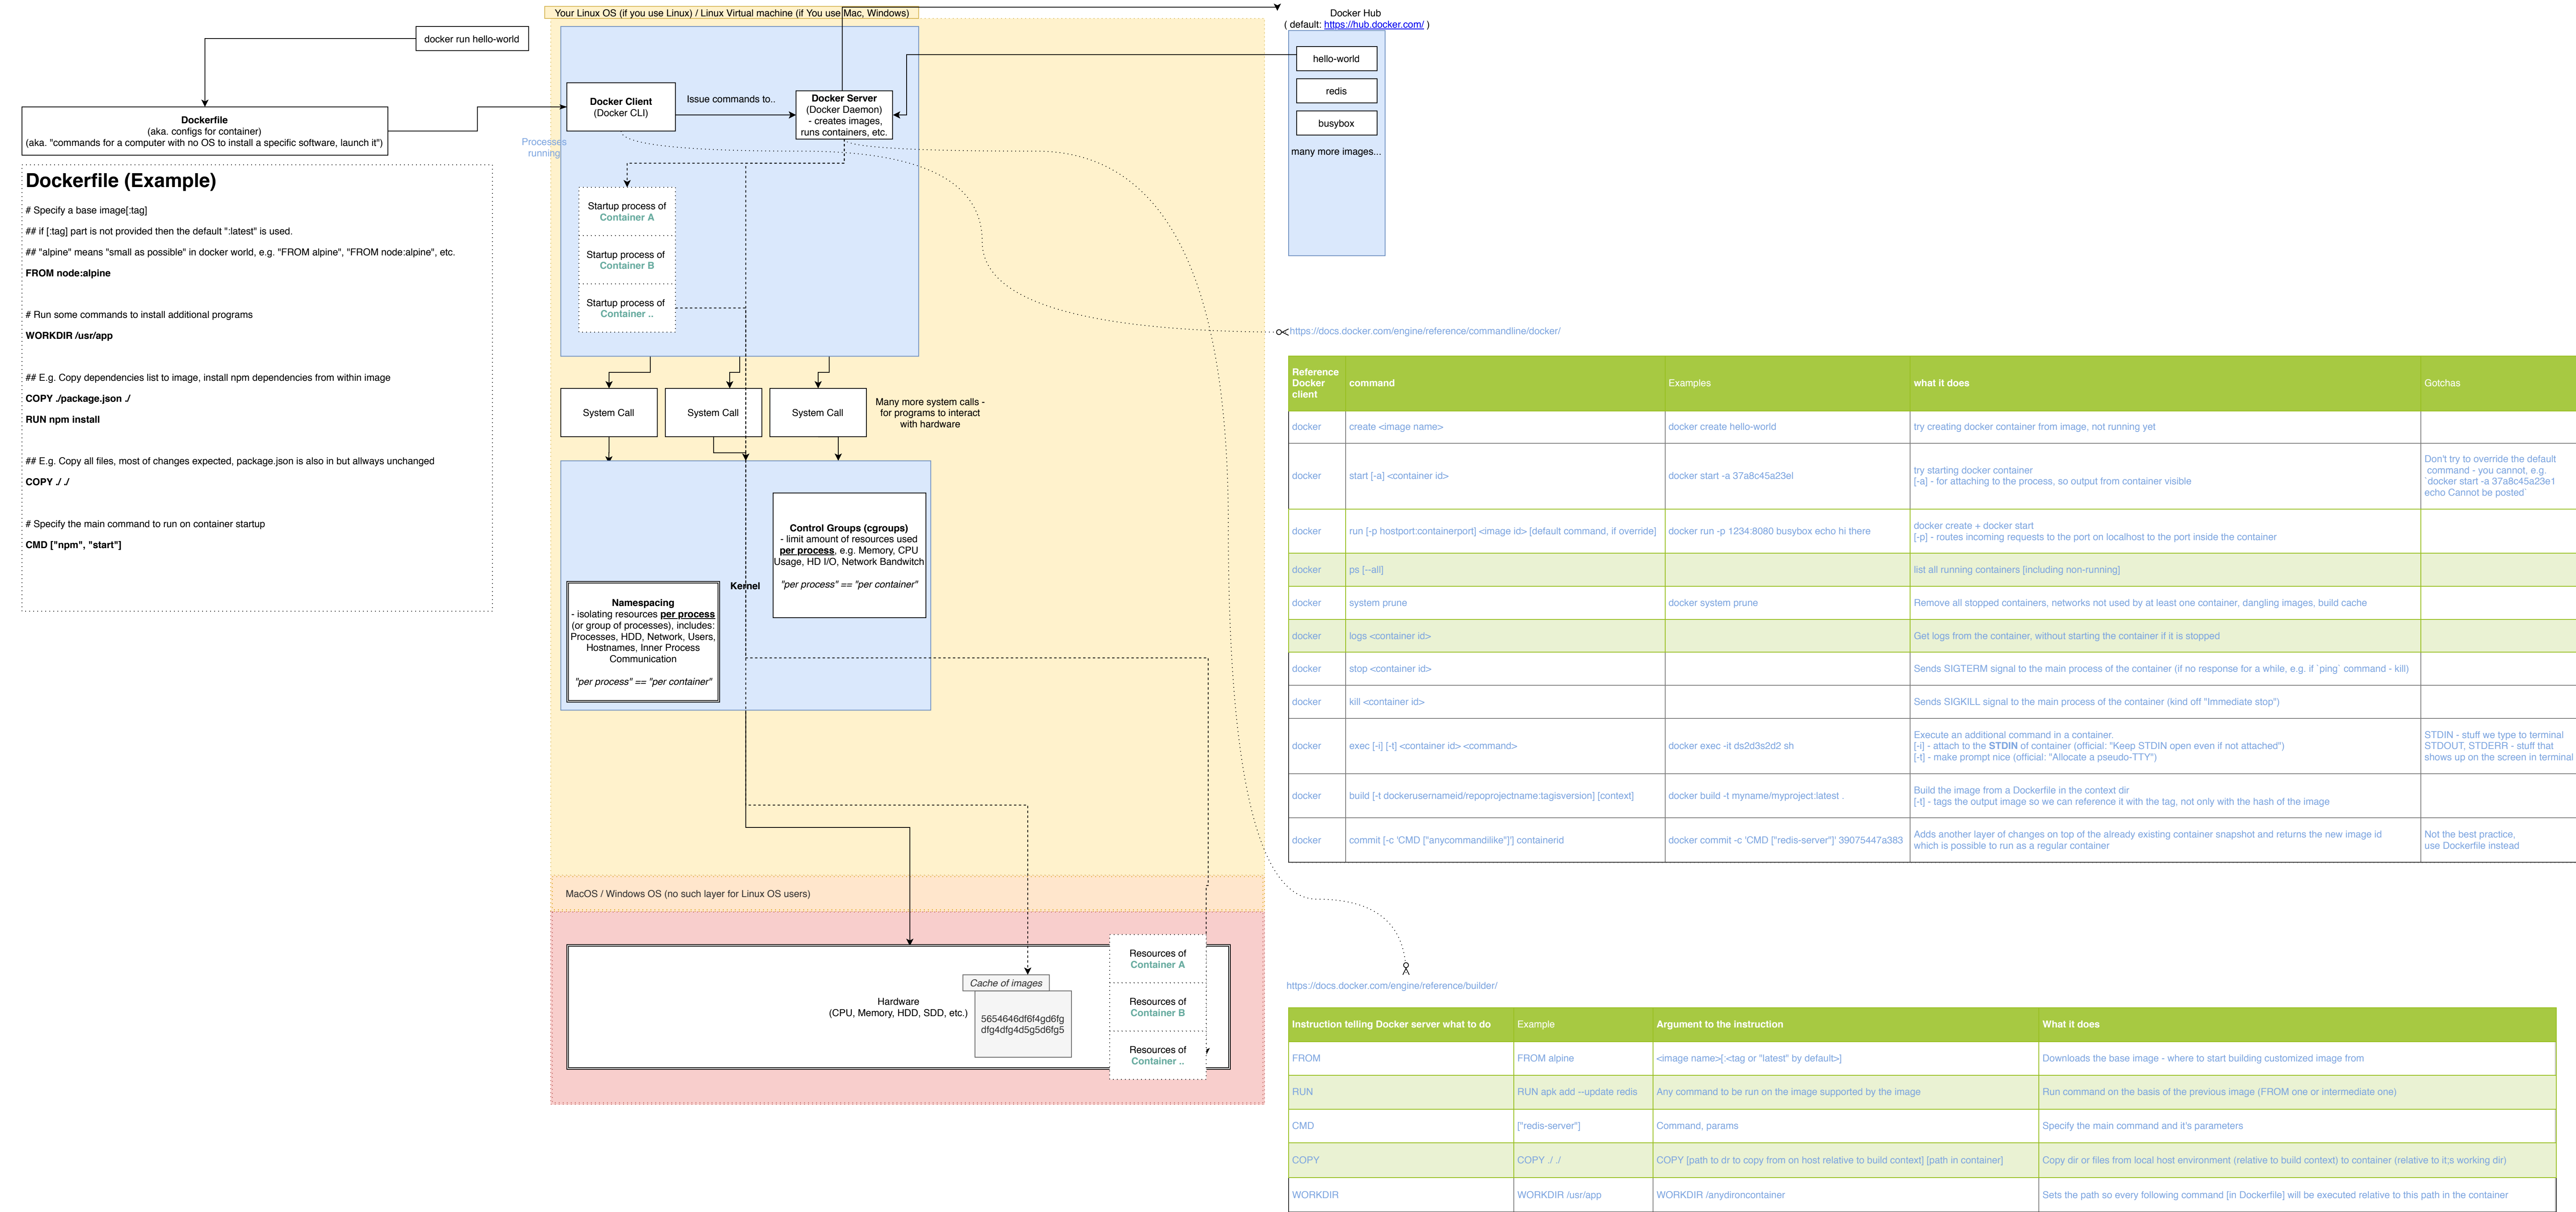 Your Linux OS (if you use Linux) / Linux Virtual machine (if You use Mac, Windows)
docker run hello-world
Dockerfile
(aka. configs for container)
(aka. "commands for a computer with no OS to install a specific software, launch it")
Dockerfile (Example)
# Specify a base image[:tag]
## if [:tag] part is not provided then the default ":latest" is used.
## "alpine" means "small as possible" in docker world, e.g. "FROM alpine", "FROM node:alpine", etc.
FROM node:alpine
# Run some commands to install additional programs
WORKDIR /usr/app
## E.g. Copy dependencies list to image, install npm dependencies from within image
COPY ./package.json ./
RUN npm install
## E.g. Copy all files, most of changes expected, package.json is also in but allways unchanged
COPY ./ ./
# Specify the main command to run on container startup
CMD ["npm", "start"]
Docker Client
(Docker CLI)
Issue commands to..
Docker Server
(Docker Daemon)
- creates images,
runs containers, etc.
Processes
running
Startup process of
Container A
Startup process of
Container B
Startup process of
Container ..
System Call
System Call
System Call
Many more system calls -
for programs to interact
with hardware
Control Groups (cgroups)
- limit amount of resources used
per process, e.g. Memory, CPU
Usage, HD I/O, Network Bandwitch
"per process" == "per container"
Kernel
Namespacing
- isolating resources per process
(or group of processes), includes:
Processes, HDD, Network, Users,
Hostnames, Inner Process
Communication
"per process" == "per container"
MacOS / Windows OS (no such layer for Linux OS users)
Hardware
(CPU, Memory, HDD, SDD, etc.)
Cache of images
5654646df6f4gd6fg
dfg4dfg4d5g5d6fg5
Resources of
Container A
Resources of
Container B
Resources of
Container ..
Docker Hub
( default: https://hub.docker.com/ )
hello-world
redis
busybox
many more images...
https://docs.docker.com/engine/reference/commandline/docker/
Reference
Docker
client
command
Examples
what it does
Gotchas
docker
create <image name>
docker create hello-world
try creating docker container from image, not running yet
docker
start [-a] <container id>
docker start -a 37a8c45a23el
try starting docker container
[-a] - for attaching to the process, so output from container visible
Don't try to override the default
command - you cannot, e.g.
`docker start -a 37a8c45a23e1
echo Cannot be posted`
docker
run [-p hostport:containerport] <image id> [default command, if override]
docker run -p 1234:8080 busybox echo hi there
docker create + docker start
[-p] - routes incoming requests to the port on localhost to the port inside the container
docker
ps [--all]
list all running containers [including non-running]
docker
system prune
docker system prune
Remove all stopped containers, networks not used by at least one container, dangling images, build cache
docker
logs <container id>
Get logs from the container, without starting the container if it is stopped
docker
stop <container id>
Sends SIGTERM signal to the main process of the container (if no response for a while, e.g. if `ping` command - kill)
docker
kill <container id>
Sends SIGKILL signal to the main process of the container (kind off "Immediate stop")
docker
exec [-i] [-t] <container id> <command>
docker exec -it ds2d3s2d2 sh
Execute an additional command in a container.
[-i] - attach to the STDIN of container (official: "Keep STDIN open even if not attached")
[-t] - make prompt nice (official: "Allocate a pseudo-TTY")
STDIN - stuff we type to terminal
STDOUT, STDERR - stuff that
shows up on the screen in terminal
docker
build [-t dockerusernameid/repoprojectname:tagisversion] [context]
docker build -t myname/myproject:latest .
Build the image from a Dockerfile in the context dir
[-t] - tags the output image so we can reference it with the tag, not only with the hash of the image
docker
commit [-c 'CMD ["anycommandilike"]'] containerid
docker commit -c 'CMD ["redis-server"]' 39075447a383
Adds another layer of changes on top of the already existing container snapshot and returns the new image id
which is possible to run as a regular container
Not the best practice,
use Dockerfile instead
https://docs.docker.com/engine/reference/builder/
Instruction telling Docker server what to do
Example
Argument to the instruction
What it does
FROM
FROM alpine
<image name>[:<tag or "latest" by default>]
Downloads the base image - where to start building customized image from
RUN
RUN apk add --update redis
Any command to be run on the image supported by the image
Run command on the basis of the previous image (FROM one or intermediate one)
CMD
["redis-server"]
Command, params
Specify the main command and it's parameters
COPY
COPY ./ ./
COPY [path to dr to copy from on host relative to build context] [path in container]
Copy dir or files from local host environment (relative to build context) to container (relative to it;s working dir)
WORKDIR
WORKDIR /usr/app
WORKDIR /anydironcontainer
Sets the path so every following command [in Dockerfile] will be executed relative to this path in the container